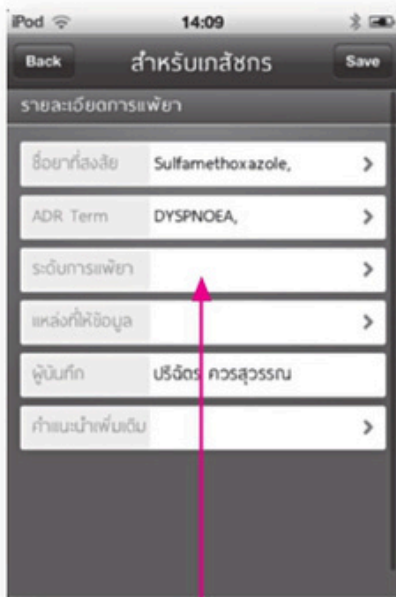 iPod 14:09
Back สำหรับเภสัชกร Save
รายละเอียดการแพ้ยา
ชื่อยาที่สงสัย Sulfamethoxazole,
ADR Term DYSPNOEA,
ระดับการแพ้ยา
แหล่งที่ให้ข้อมูล
ผู้บันทึก ปริฉัตร ควรสุวรรณ
คำแนะนำเพิ่มเติม